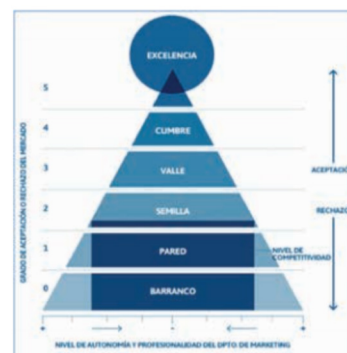 EXCELENCIA
5
CUMBRE
4
VALLE
3
ACEPTACIÓ
SEMILLA
2
RECHAZO
PARED
1
NIVEL DE
COMPETITIVIDAD
BARRANCO
0
GRADO DE ACEPTACIÓN O RECHAZO DEL MERCADO
+ - +
NIVEL DE AUTONOMÍA Y PROFESIONALIDAD DEL DPTO. DE MARKETING